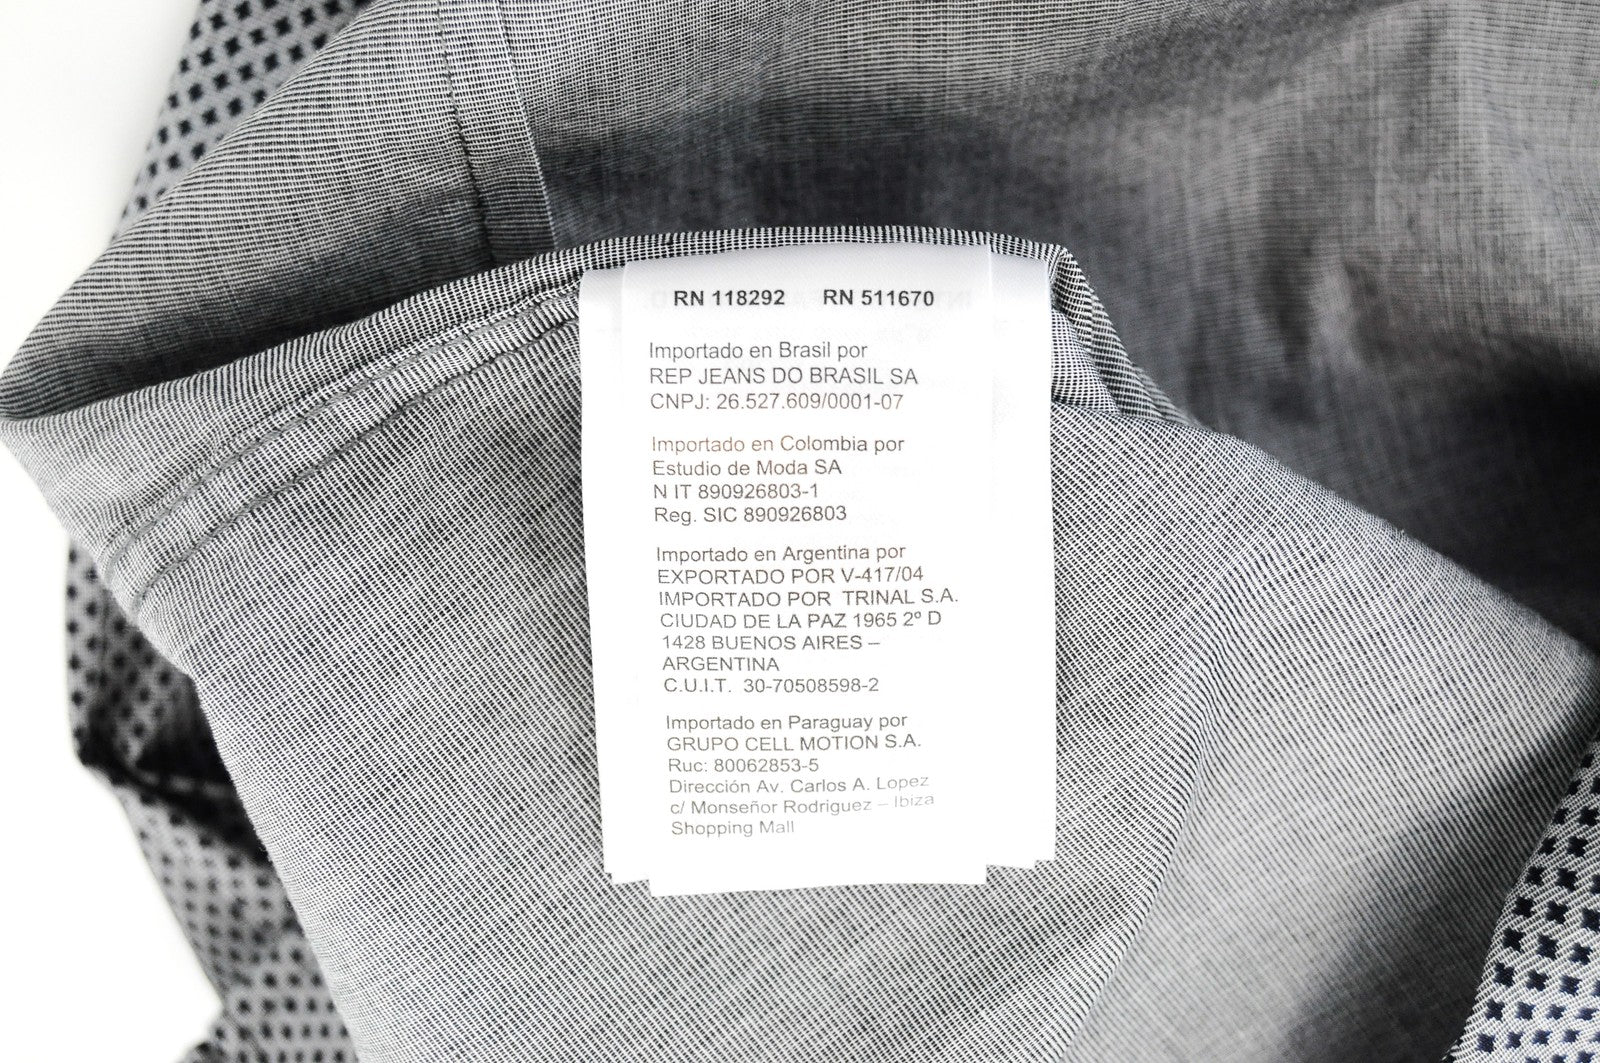 RN 118292 RN 511670
Importado en Brasil por
REP JEANS DO BRASIL SA
CNPJ: 26.527.609/0001-07
Importado en Colombia por
Estudio de Moda SA
N IT 890926803-1
Reg. SIC 890926803
Importado en Argentina por
EXPORTADO POR V-417/04
IMPORTADO POR TRINAL S.A.
CIUDAD DE LA PAZ 1965 2º D
1428 BUENOS AIRES –
ARGENTINA
C.U.I.T. 30-70508598-2
Importado en Paraguay por
GRUPO CELL MOTION S.A.
Ruc: 80062853-5
Dirección Av. Carlos A. Lopez
c/ Monseñor Rodriguez – Ibiza
Shopping Mall